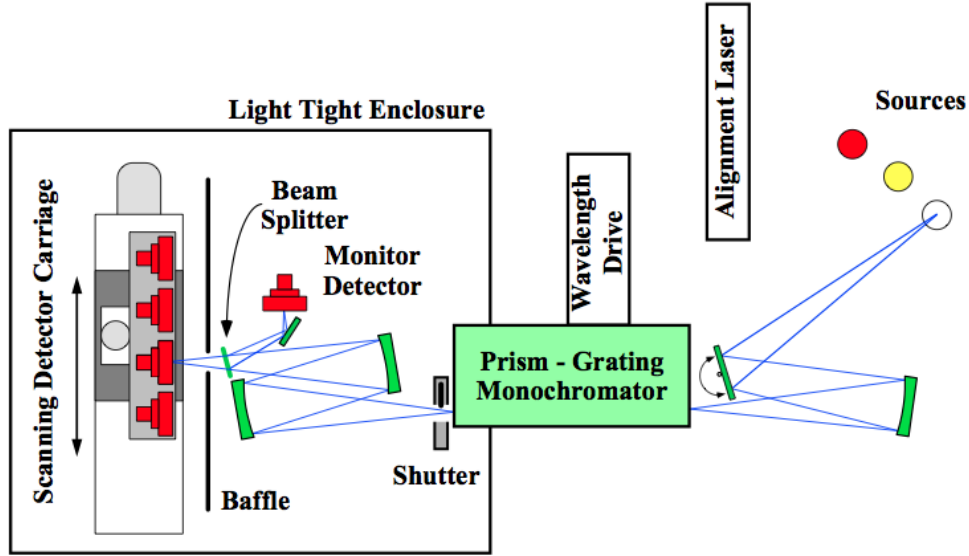 Light Tight Enclosure
Scanning Detector Carriage
Beam
Splitter
Monitor
Detector
Baffle
Shutter
Wavelength
Drive
Prism - Grating
Monochromator
Alignment Laser
Sources